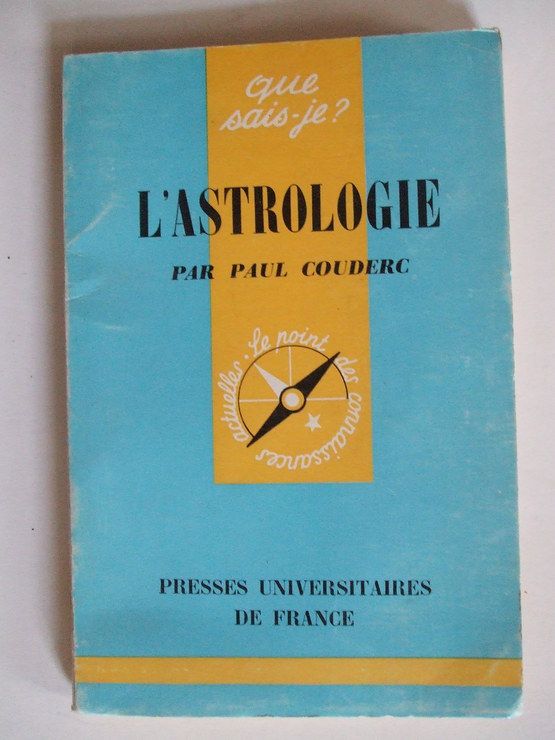 que
sais-je?
L'ASTROLOGIE
PAR PAUL COUDERC
Le point des connaissances actuelles •
PRESSES UNIVERSITAIRES
DE FRANCE